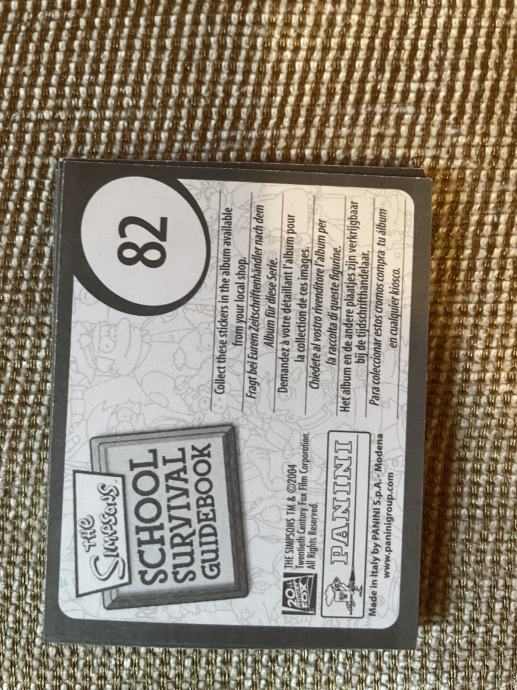 THE
SIMPSONS
SCHOOL
SURVIVAL
GUIDEBOOK
82
Collect these stickers in the album available
from your local shop.
Fragt bei Eurem Zeitschriftenhändler nach dem
Album für diese Serie.
Demandez à votre détaillant l'album pour
la collection de ces images.
Chiedete al vostro rivenditore l'album per
la raccolta di queste figurine.
Het album en de andere plaatjes zijn verkrijgbaar
bij de tijdschrifthandelaar.
Para coleccionar estos cromos compra tu álbum
en cualquier kiosco.
20th
CENTURY
FOX
THE SIMPSONS TM & ©2004
Twentieth Century Fox Film Corporation.
All Rights Reserved.
PANINI
Made in Italy by PANINI S.p.A. - Modena
www.paninigroup.com